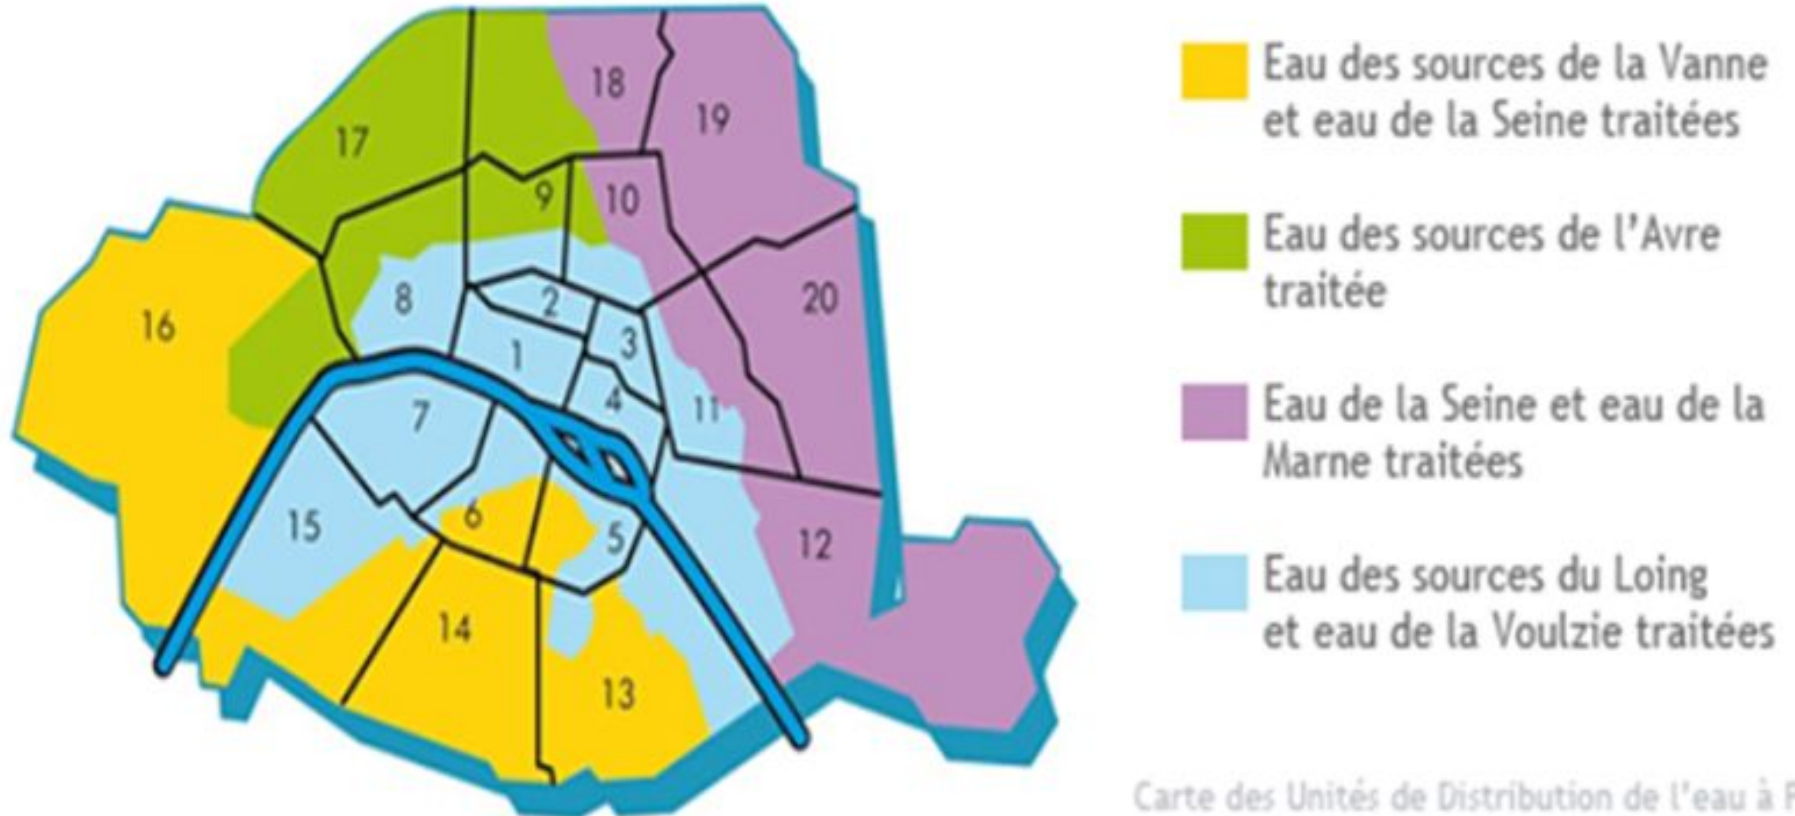 18
19
17
9
10
8
2
20
16
1
3
7
4
11
6
15
5
12
14
13
Eau des sources de la Vanne
et eau de la Seine traitées
Eau des sources de l'Avre
traitée
Eau de la Seine et eau de la
Marne traitées
Eau des sources du Loing
et eau de la Voulzie traitées
Carte des Unités de Distribution de l'eau à